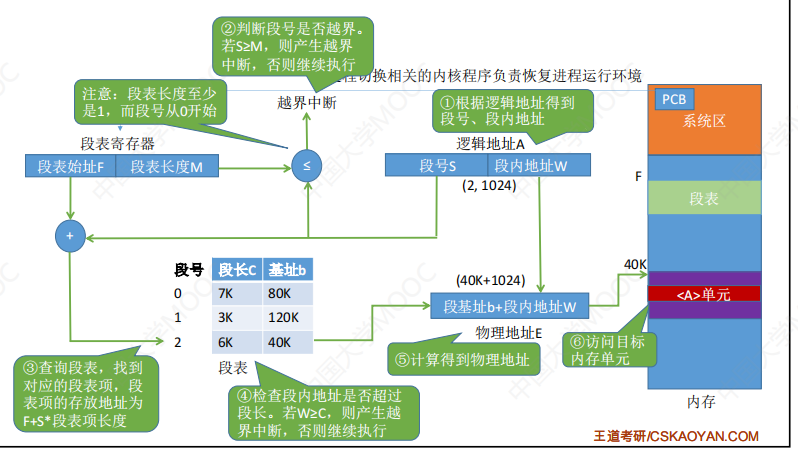 ②判断段号是否越界。
若S≥M，则产生越界
中断，否则继续执行
程切换相关的内核程序负责恢复进程运行环境
注意：段表长度至少
是1，而段号从0开始
越界中断
①根据逻辑地址得到
段号、段内地址
PCB
系统区
段表寄存器
逻辑地址A
段表始址F
段表长度M
≤
段号S
段内地址W
(2, 1024)
F
段表
+
40K
段号
段长C
基址b
0
7K
80K
1
3K
120K
2
6K
40K
段表
(40K+1024)
段基址b+段内地址W
物理地址E
<A>单元
③查询段表，找到
对应的段表项，段
表项的存放地址为
F+S*段表项长度
④检查段内地址是否超过
段长。若W≥C，则产生越
界中断，否则继续执行
⑤计算得到物理地址
⑥访问目标
内存单元
内存
王道考研/CSKAOYAN.COM
中国大学MOOC